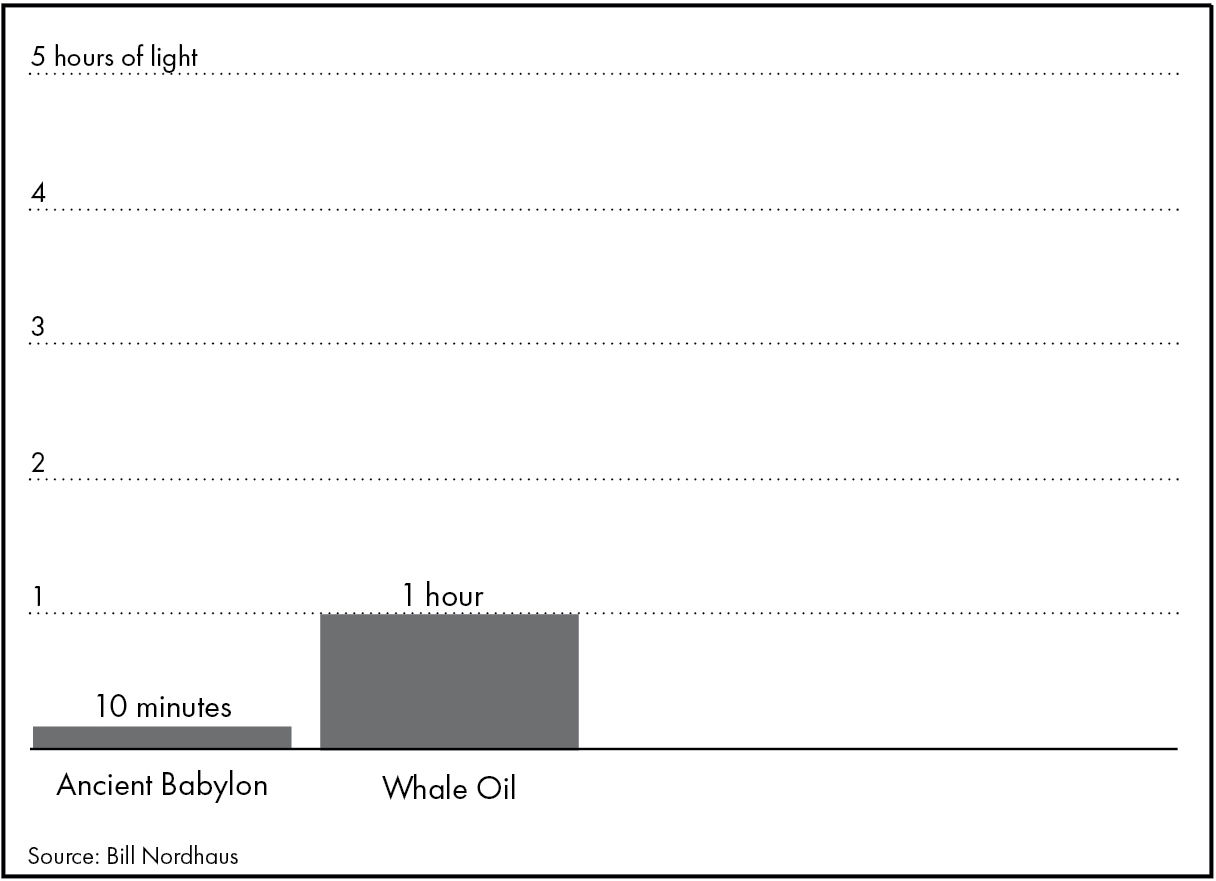 5 hours of light
4
3
2
1
1 hour
10 minutes
Ancient Babylon
Whale Oil
Source: Bill Nordhaus